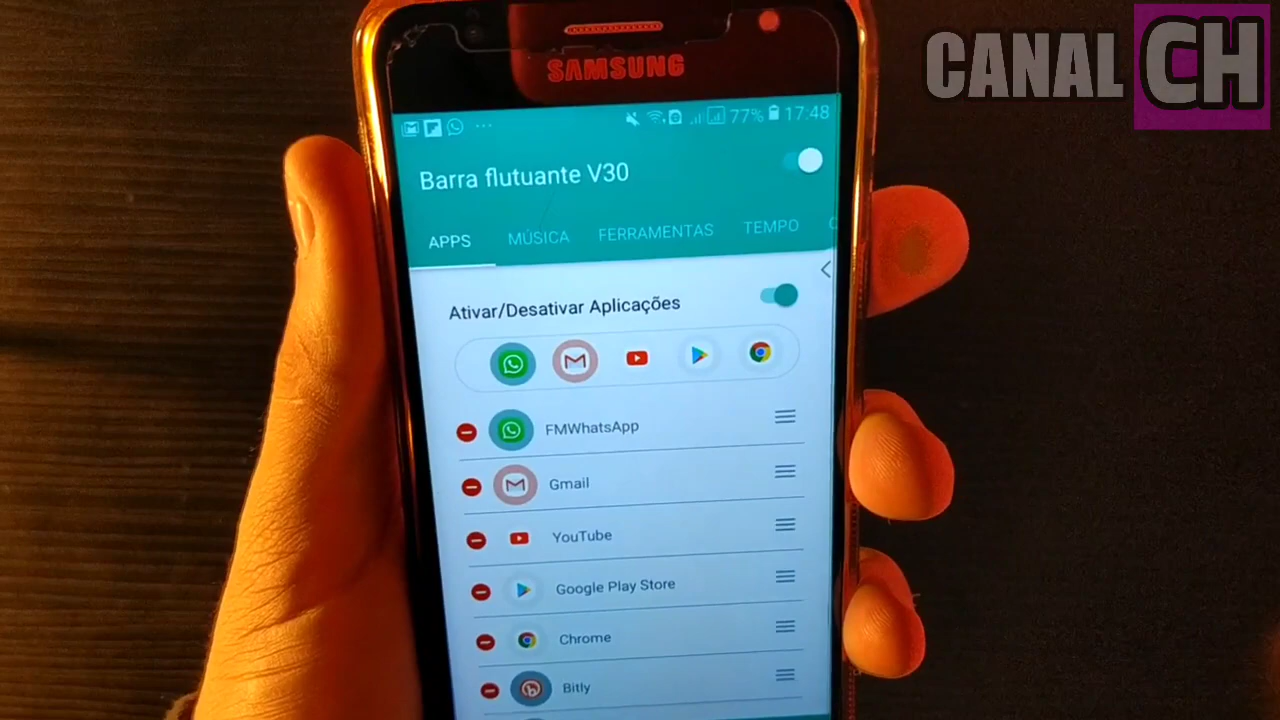 CANAL CH
SAMSUNG
77% 17:48
Barra flutuante V30
APPS MÚSICA FERRAMENTAS TEMPO
Ativar/Desativar Aplicações
FMWhatsApp
Gmail
YouTube
Google Play Store
Chrome
Bitly